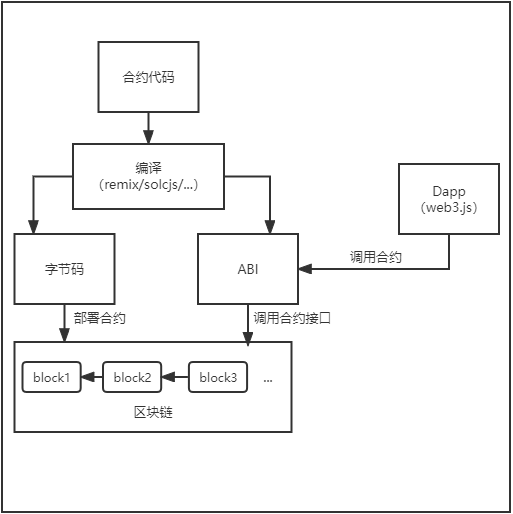 合约代码
编译
（remix/solcjs/...）
Dapp
（web3.js）
字节码
ABI
调用合约
部署合约
调用合约接口
block1
block2
block3
...
区块链